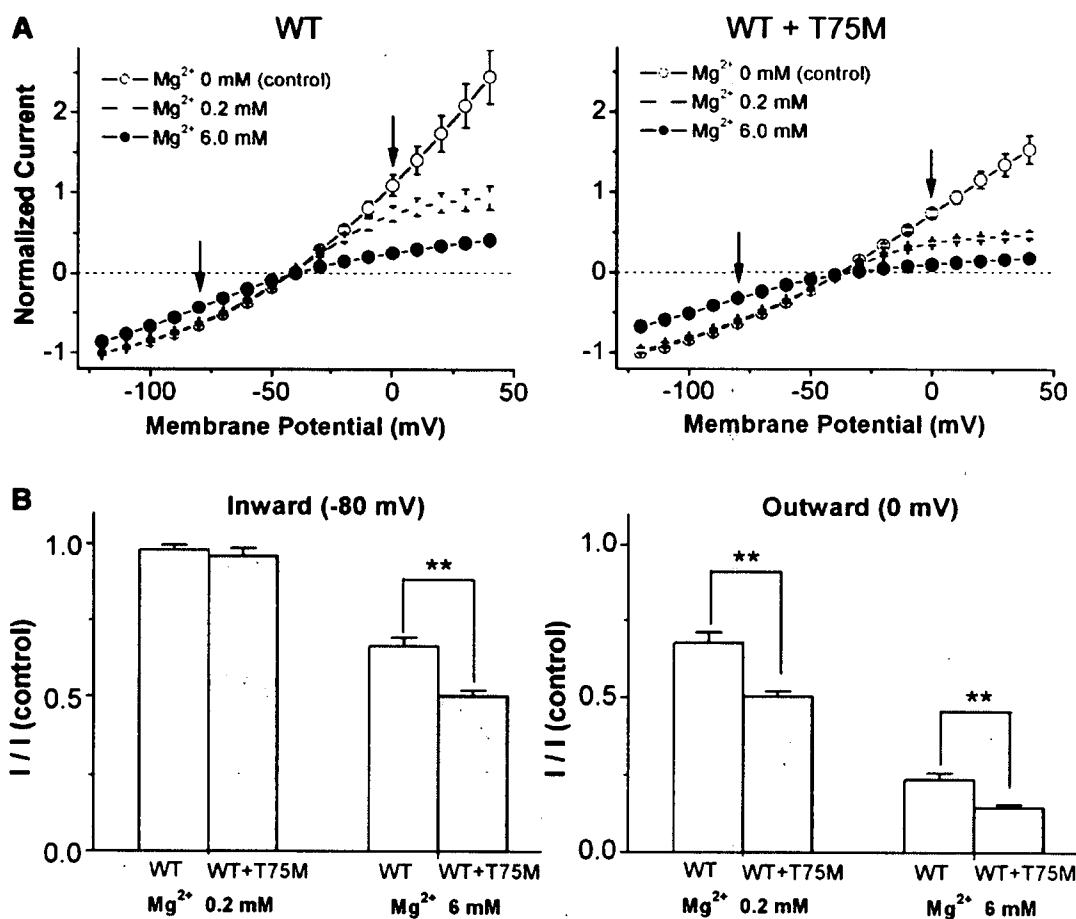 A
WT
WT + T75M
Mg2+ 0 mM (control)
Mg2+ 0.2 mM
Mg2+ 6.0 mM
Mg2+ 0 mM (control)
Mg2+ 0.2 mM
Mg2+ 6.0 mM
Normalized Current
2
1
0
-1
2
1
0
-1
-100 -50 0 50
-100 -50 0 50
Membrane Potential (mV)
Membrane Potential (mV)
B
Inward (-80 mV)
Outward (0 mV)
I / I (control)
1.0
0.5
0.0
**
I / I (control)
1.0
0.5
0.0
**
**
WT WT+T75M WT WT+T75M
WT WT+T75M WT WT+T75M
Mg2+ 0.2 mM Mg2+ 6 mM
Mg2+ 0.2 mM Mg2+ 6 mM